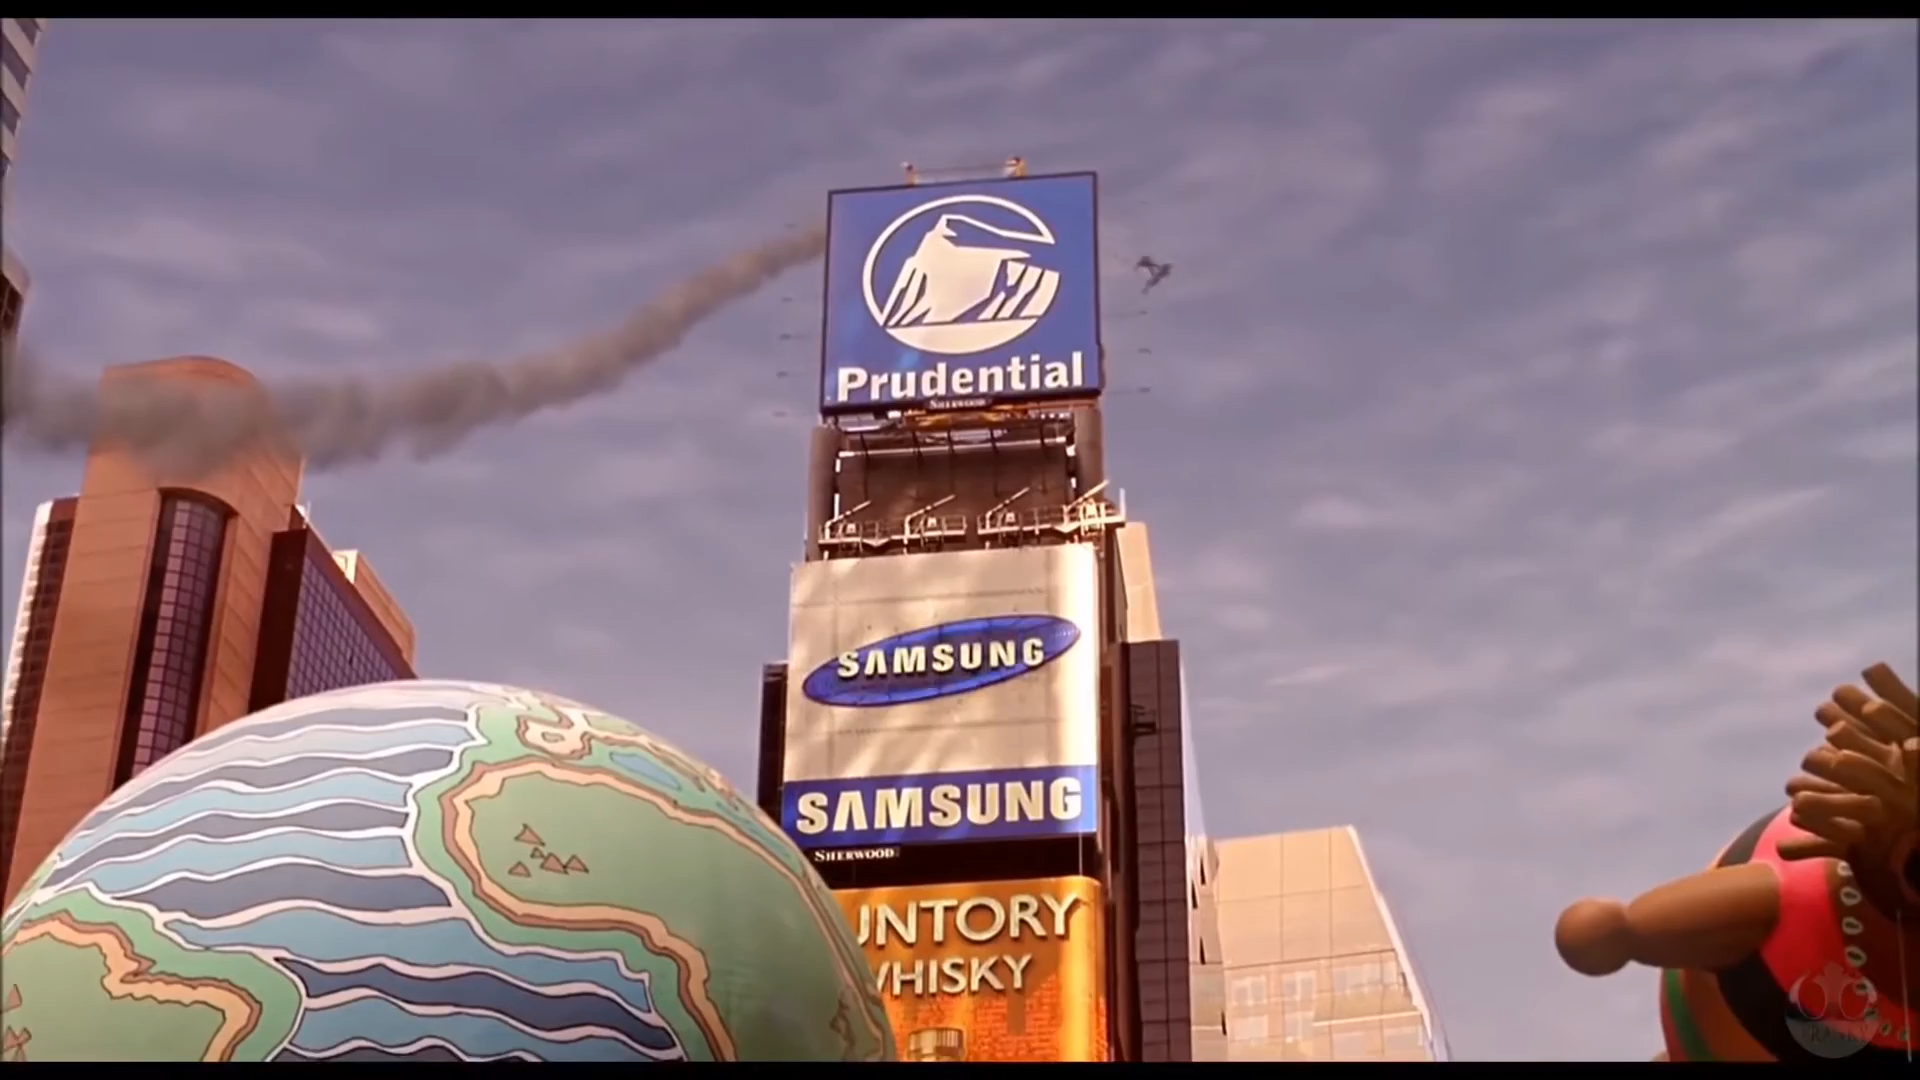 Prudential
SHERWOOD
SAMSUNG
SAMSUNG
SHERWOOD
UNTORY
WHISKY